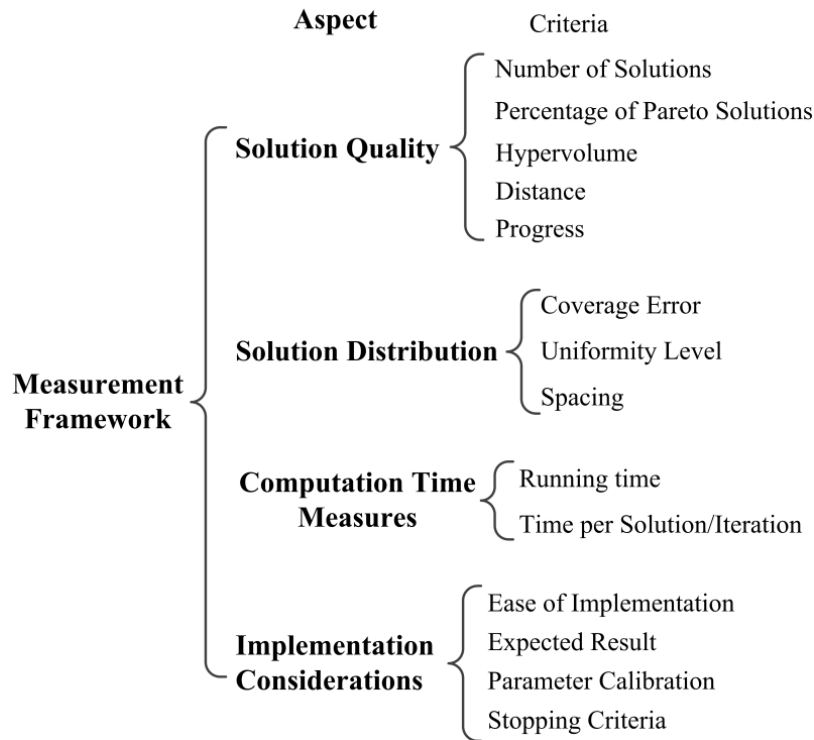 Aspect
Criteria
Number of Solutions
Percentage of Pareto Solutions
Solution Quality
Hypervolume
Distance
Progress
Coverage Error
Solution Distribution
Uniformity Level
Spacing
Measurement
Framework
Computation Time
Measures
Running time
Time per Solution/Iteration
Implementation
Considerations
Ease of Implementation
Expected Result
Parameter Calibration
Stopping Criteria